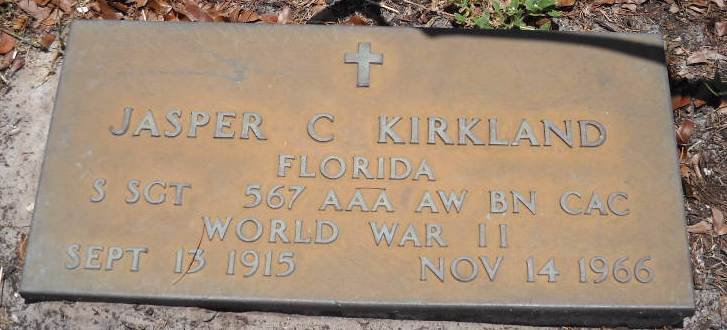 JASPER C KIRKLAND
FLORIDA
S SGT 567 AAA AW BN CAC
WORLD WAR II
SEPT 13 1915 NOV 14 1966